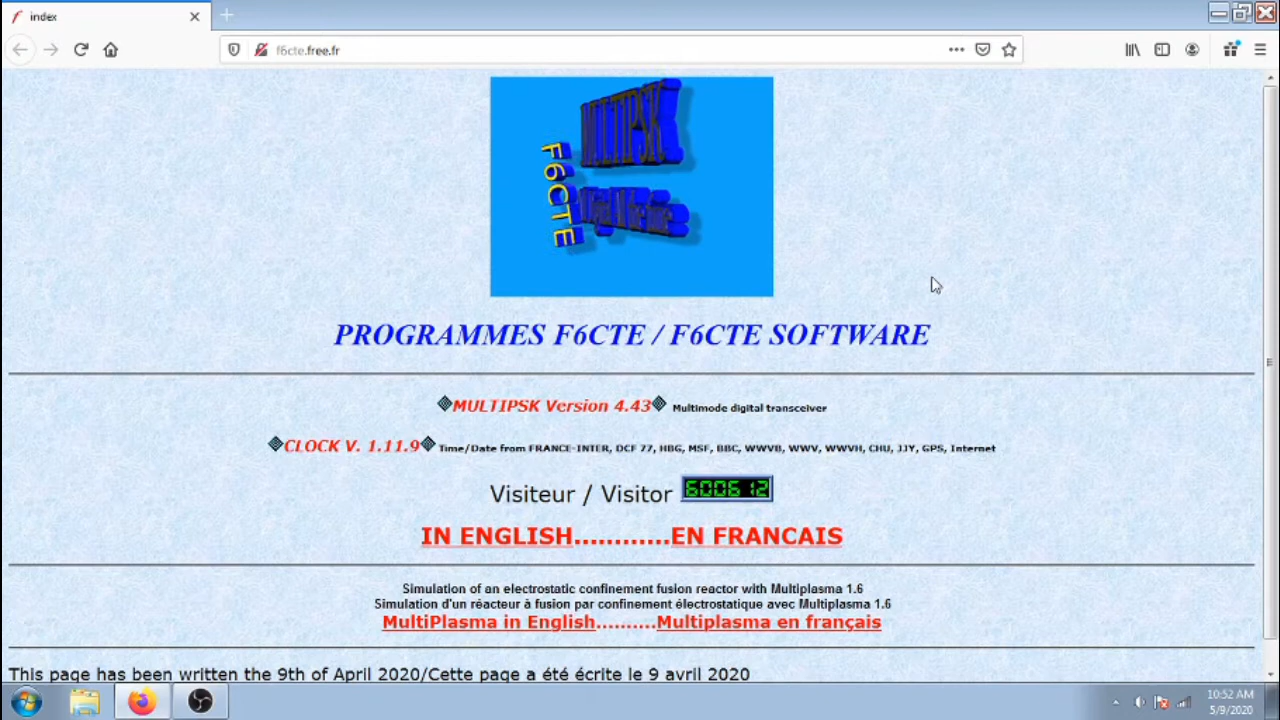 index
f6cte.free.fr
MULTIPSK
F6CTE
PROGRAMMES F6CTE / F6CTE SOFTWARE
MULTIPSK Version 4.43 Multimode digital transceiver
CLOCK V. 1.11.9 Time/Date from FRANCE-INTER, DCF 77, HBG, MSF, BBC, WWVB, WWV, WWVH, CHU, JJY, GPS, Internet
Visiteur / Visitor 600612
IN ENGLISH............EN FRANCAIS
Simulation of an electrostatic confinement fusion reactor with Multiplasma 1.6
Simulation d'un réacteur à fusion par confinement électrostatique avec Multiplasma 1.6
MultiPlasma in English..........Multiplasma en français
This page has been written the 9th of April 2020/Cette page a été écrite le 9 avril 2020
10:52 AM
5/9/2020